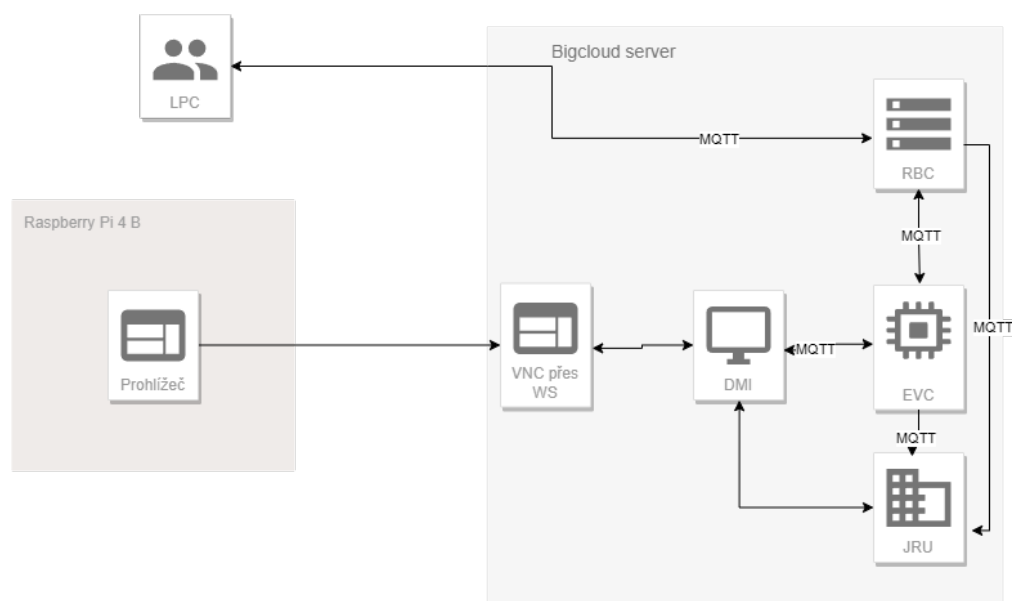 Bigcloud server
LPC
MQTT
RBC
Raspberry Pi 4 B
MQTT
MQTT
Prohlížeč
VNC přes
WS
DMI
MQTT
EVC
MQTT
JRU